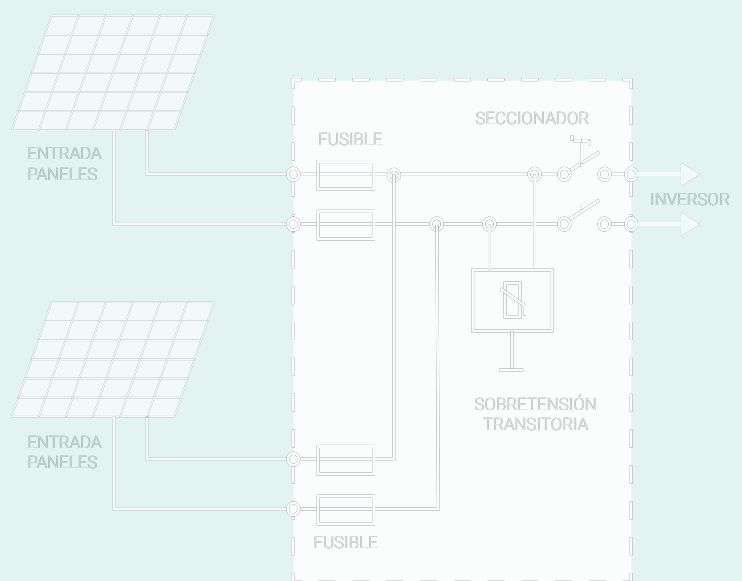 SECCIONADOR
FUSIBLE
ENTRADA
PANELES
INVERSOR
SOBRETENSIÓN
TRANSITORIA
ENTRADA
PANELES
FUSIBLE